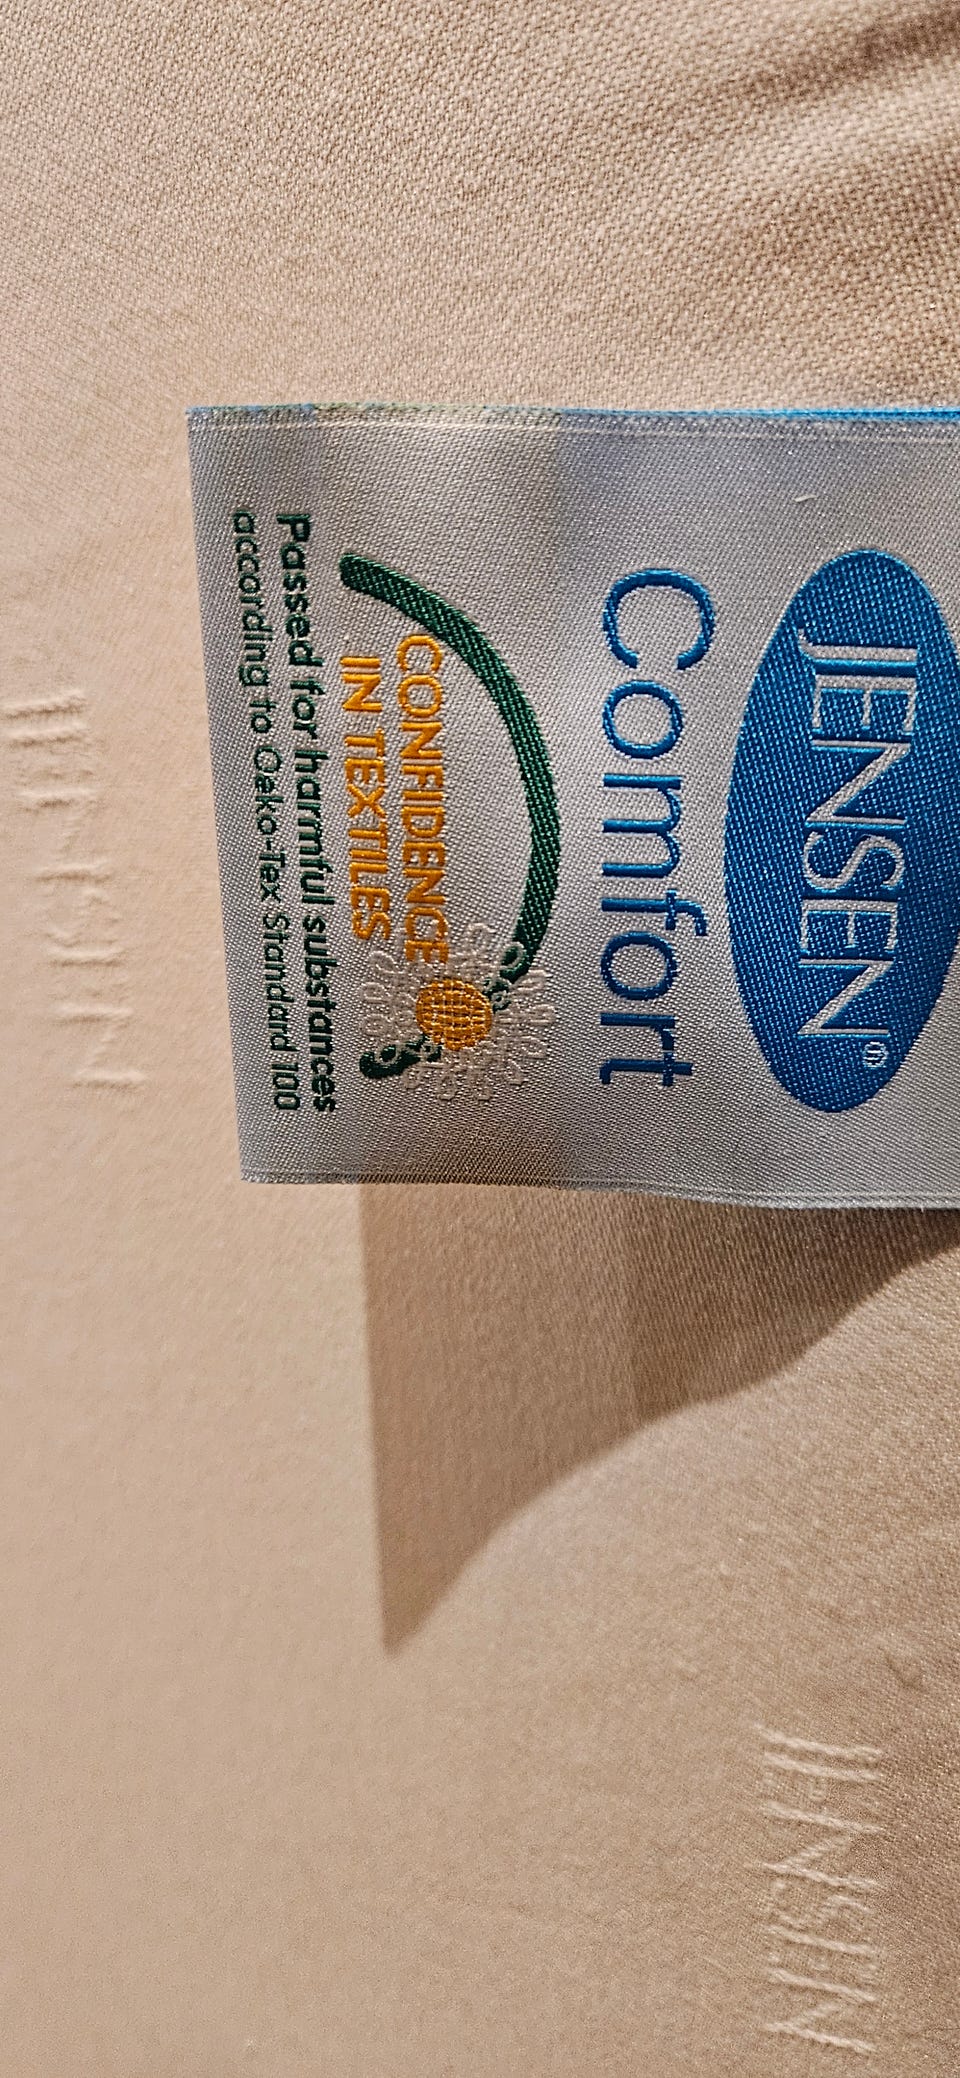 JENSEN®
Comfort
CONFIDENCE
IN TEXTILES
Passed for harmful substances
according to Oeko-Tex Standard 100
JENSEN
JENSEN